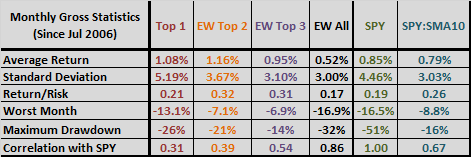 Monthly Gross Statistics (Since Jul 2006) Top 1 EW Top 2 EW Top 3 EW All SPY SPY:SMA10
Average Return 1.08% 1.16% 0.95% 0.52% 0.85% 0.79%
Standard Deviation 5.19% 3.67% 3.10% 3.00% 4.46% 3.03%
Return/Risk 0.21 0.32 0.31 0.17 0.19 0.26
Worst Month -13.1% -7.1% -6.9% -16.9% -16.5% -8.8%
Maximum Drawdown -26% -21% -14% -32% -51% -16%
Correlation with SPY 0.31 0.39 0.54 0.86 1.00 0.67